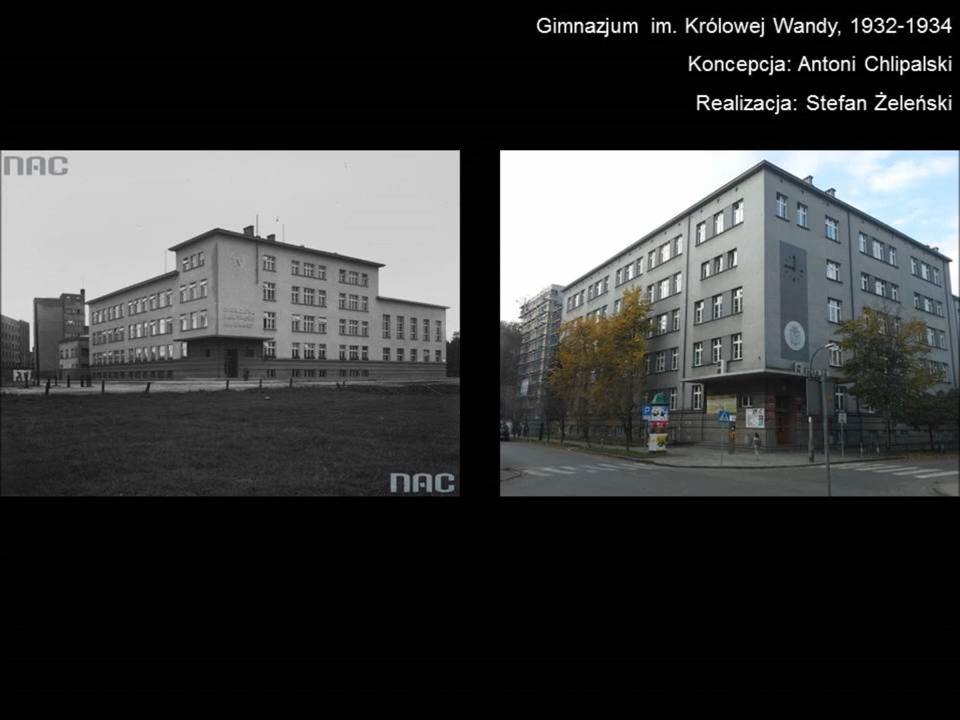 Gimnazjum im. Królowej Wandy, 1932-1934
Koncepcja: Antoni Chlipalski
Realizacja: Stefan Żeleński
NAC
NAC